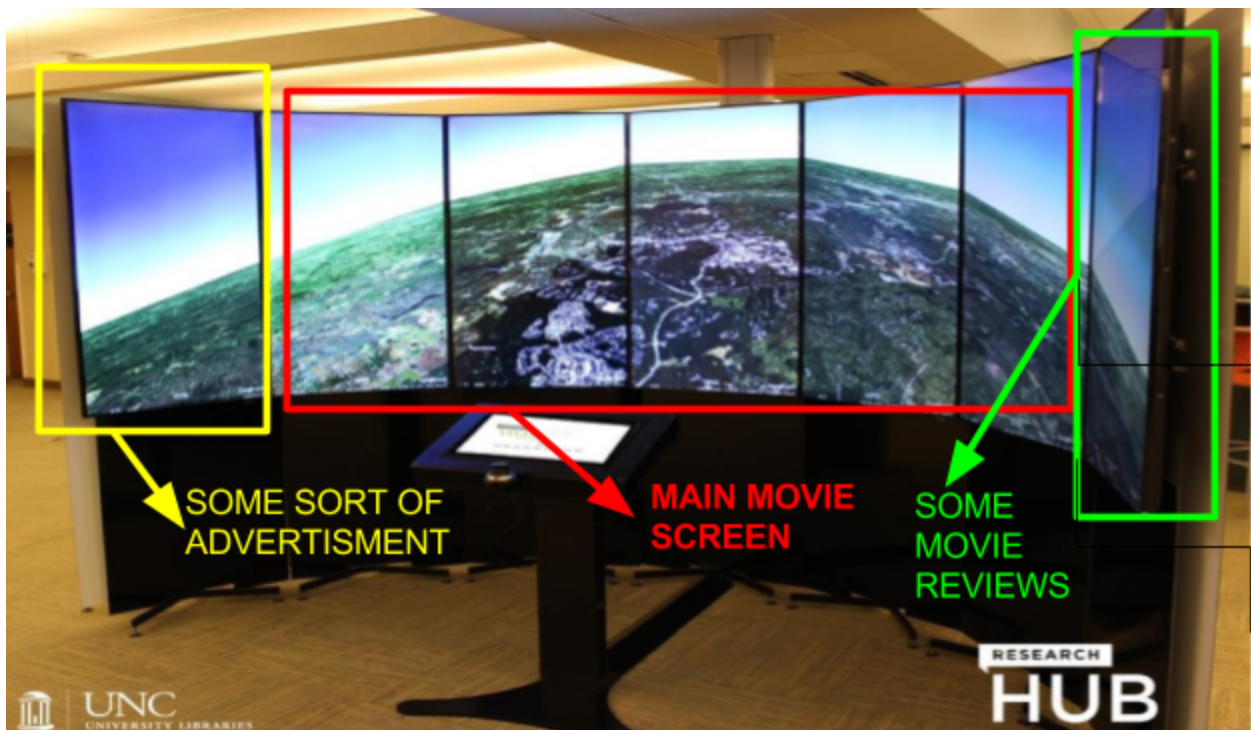 SOME SORT OF
ADVERTISMENT
MAIN MOVIE
SCREEN
SOME
MOVIE
REVIEWS
RESEARCH
HUB
UNC
UNIVERSITY LIBRARIES